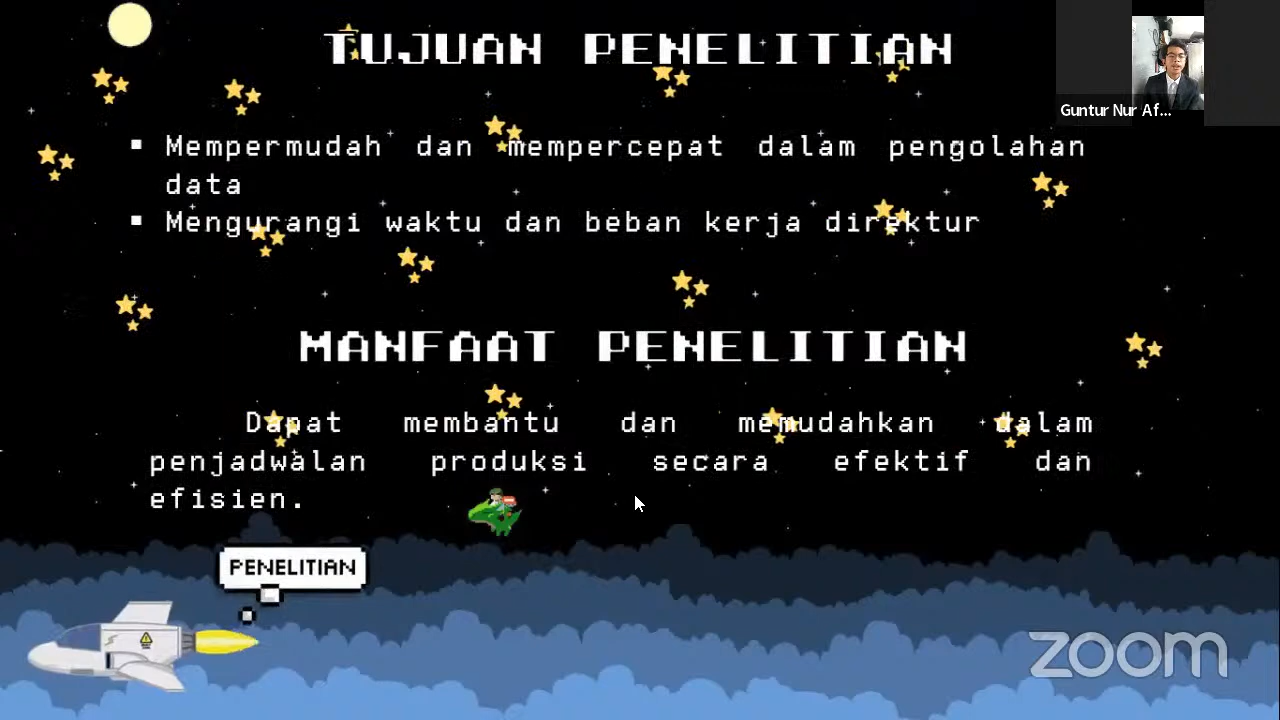 TUJUAN PENELITIAN
Guntur Nur Af...
▪ Mempermudah dan mempercepat dalam pengolahan
data
▪ Mengurangi waktu dan beban kerja direktur
MANFAAT PENELITIAN
Dapat membantu dan memudahkan dalam
penjadwalan produksi secara efektif dan
efisien.
PENELITIAN
zoom